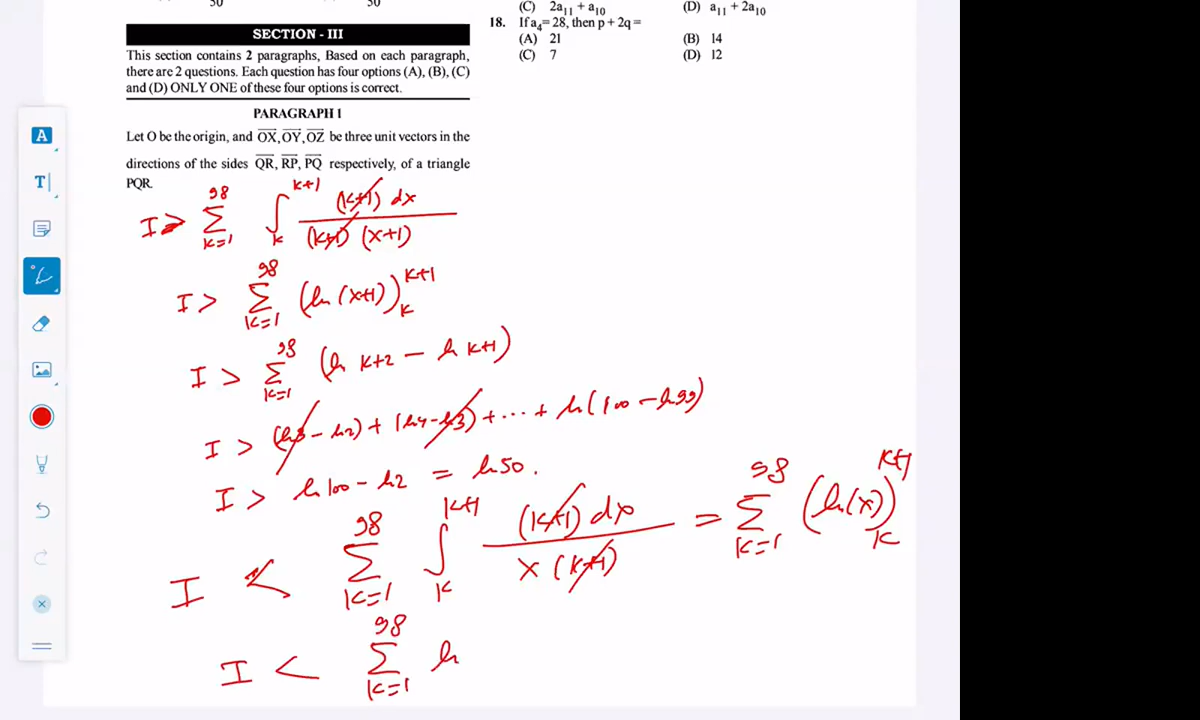 50
50
SECTION - III
This section contains 2 paragraphs, Based on each paragraph,
there are 2 questions. Each question has four options (A), (B), (C)
and (D) ONLY ONE of these four options is correct.
PARAGRAPH 1
Let O be the origin, and OX, OY, OZ be three unit vectors in the
directions of the sides QR, RP, PQ respectively, of a triangle
PQR.
(C) 2a₁₁ + a₁₀
(D) a₁₁ + 2a₁₀
18. If a₄= 28, then p + 2q =
(A) 21
(B) 14
(C) 7
(D) 12
I > ∑_{k=1}^{98} ∫_k^{k+1} (k+1) dx / (k+1) (x+1)
I > ∑_{k=1}^{98} (ln (x+1))_k^{k+1}
I > ∑_{k=1}^{98} (ln k+2 - ln k+1)
I > (ln3 - ln2) + (ln4 - ln3) + ... + ln(100 - ln99)
I > ln100 - ln2 = ln50.
I < ∑_{k=1}^{98} ∫_k^{k+1} (k+1) dx / x (k+1) = ∑_{k=1}^{98} (ln(x))_k^{k+1}
I < ∑_{k=1}^{98} ln
A
T